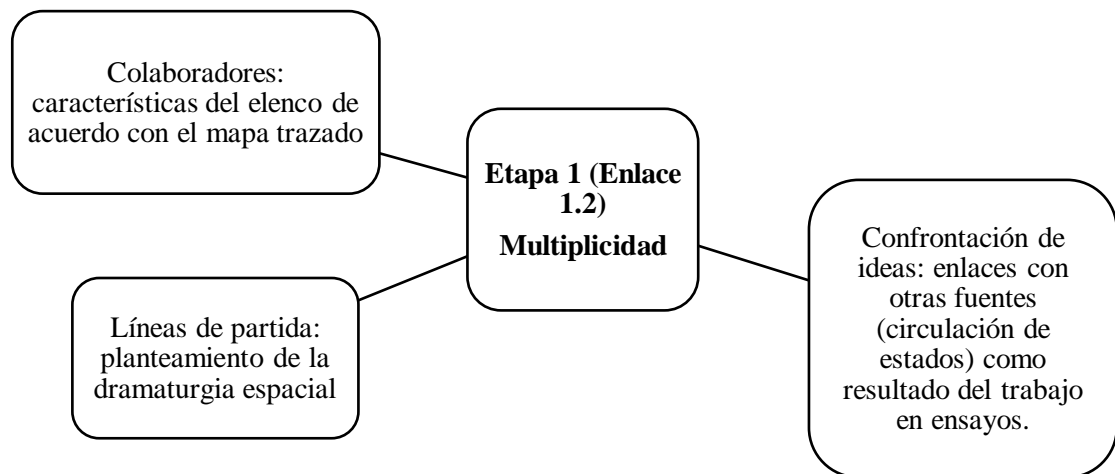 Colaboradores:
características del elenco de
acuerdo con el mapa trazado
Etapa 1 (Enlace
1.2)
Multiplicidad
Líneas de partida:
planteamiento de la
dramaturgia espacial
Confrontación de
ideas: enlaces con
otras fuentes
(circulación de
estados) como
resultado del trabajo
en ensayos.